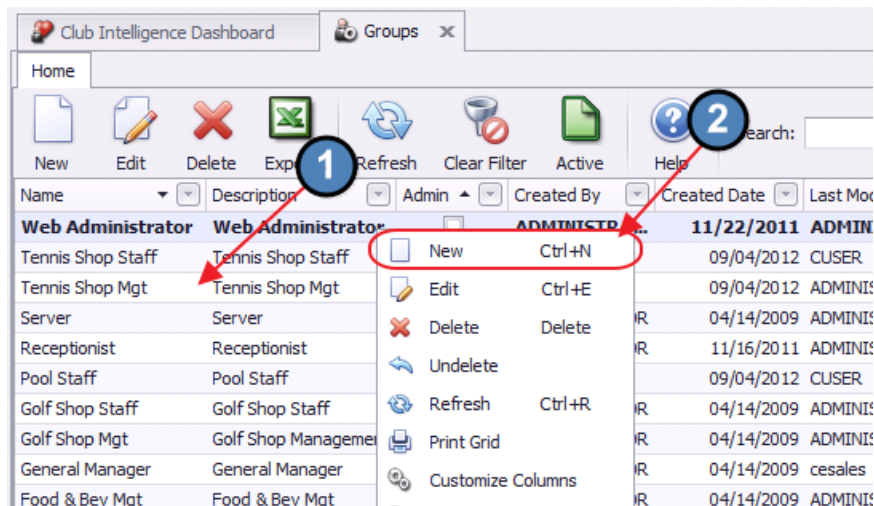 Club Intelligence Dashboard Groups
Home
New Edit Delete Refresh Clear Filter Active Help
Name Description Admin Created By Created Date
Web Administrator Web Administrator 11/22/2011
Tennis Shop Staff Tennis Shop Staff 09/04/2012 CUSER
Tennis Shop Mgt Tennis Shop Mgt 09/04/2012
Server Server 04/14/2009
Receptionist Receptionist 11/16/2011
Pool Staff Pool Staff 09/04/2012 CUSER
Golf Shop Staff Golf Shop Staff 04/14/2009
Golf Shop Mgt Golf Shop 04/14/2009
General Manager General Manager 04/14/2009 cesales
Food & Bev Mgt Food & Bev Mgt 04/14/2009
1
2
New Ctrl+N
Edit Ctrl+E
Delete Delete
Undelete
Refresh Ctrl+R
Print Grid
Customize Columns